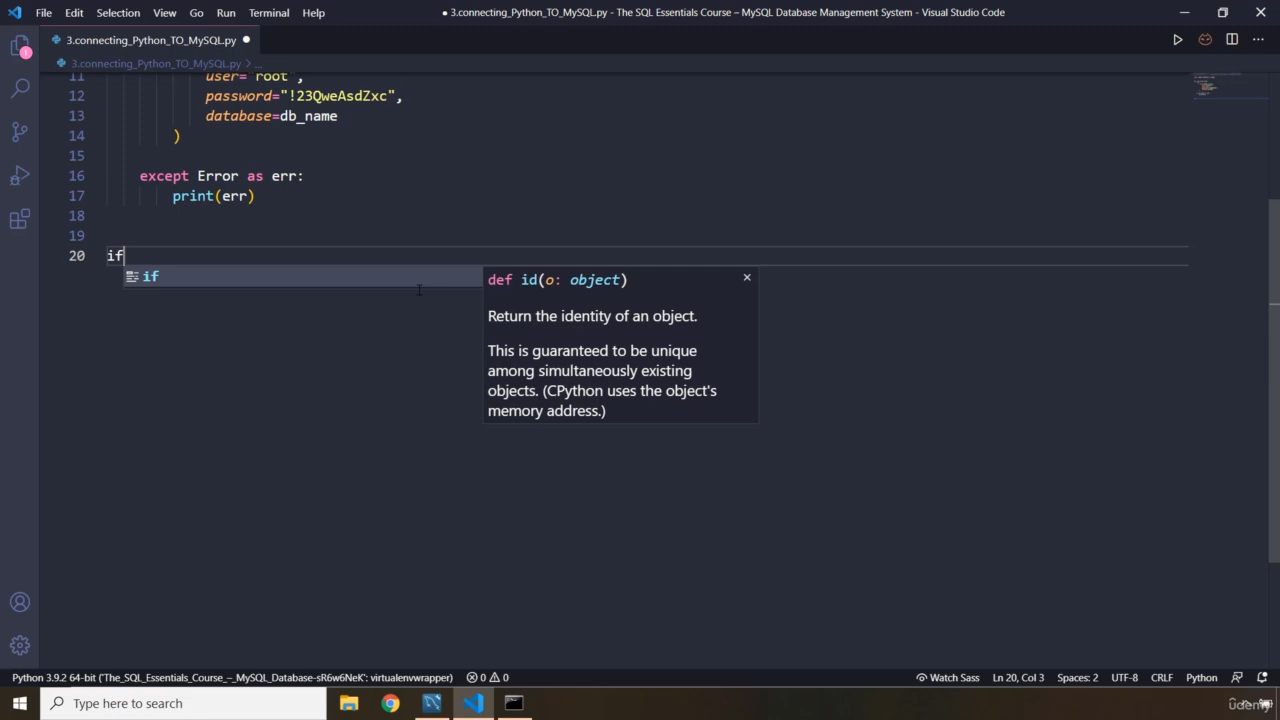 File Edit Selection View Go Run Terminal Help
● 3.connecting_Python_TO_MySQL.py - The SQL Essentials Course – MySQL Database Management System - Visual Studio Code
3.connecting_Python_TO_MySQL.py ●
3.connecting_Python_TO_MySQL.py > ...
1
11 user="root",
12 password="!23QweAsdZxc",
13 database=db_name
14 )
15
16 except Error as err:
17 print(err)
18
19
20 if
if
def id(o: object)
Return the identity of an object.
This is guaranteed to be unique
among simultaneously existing
objects. (CPython uses the object's
memory address.)
Python 3.9.2 64-bit ('The_SQL_Essentials_Course_–_MySQL_Database-sR6w6NeK': virtualenvwrapper) 0 0 Watch Sass Ln 20, Col 3 Spaces: 2 UTF-8 CRLF Python
Type here to search
Udemy